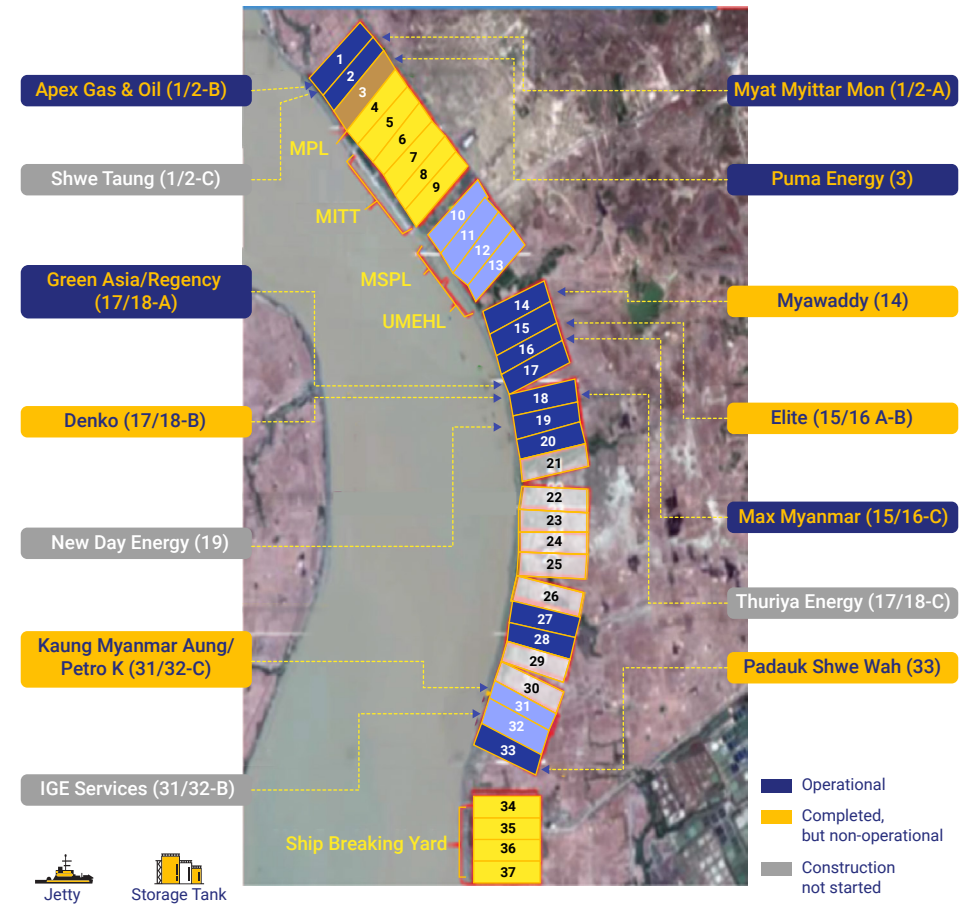 Apex Gas & Oil (1/2-B)
Shwe Taung (1/2-C)
Green Asia/Regency
(17/18-A)
Denko (17/18-B)
New Day Energy (19)
Kaung Myanmar Aung/
Petro K (31/32-C)
IGE Services (31/32-B)
Jetty
Storage Tank
MPL
MITT
MSPL
UMEHL
Ship Breaking Yard
1
2
3
4
5
6
7
8
9
10
11
12
13
14
15
16
17
18
19
20
21
22
23
24
25
26
27
28
29
30
31
32
33
34
35
36
37
Myat Myittar Mon (1/2-A)
Puma Energy (3)
Myawaddy (14)
Elite (15/16 A-B)
Max Myanmar (15/16-C)
Thuriya Energy (17/18-C)
Padauk Shwe Wah (33)
Operational
Completed,
but non-operational
Construction
not started